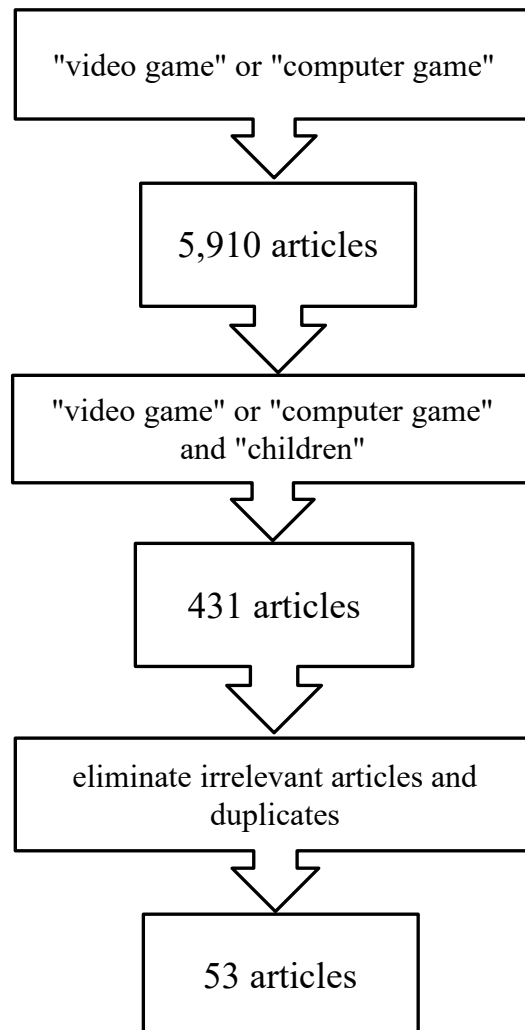 "video game" or "computer game"
5,910 articles
"video game" or "computer game"
and "children"
431 articles
eliminate irrelevant articles and
duplicates
53 articles